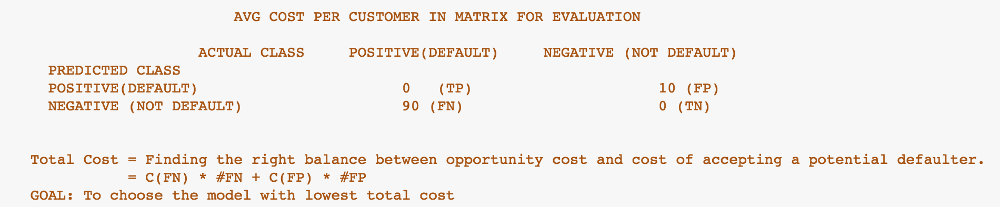 AVG COST PER CUSTOMER IN MATRIX FOR EVALUATION
ACTUAL CLASS POSITIVE(DEFAULT) NEGATIVE (NOT DEFAULT)
PREDICTED CLASS
POSITIVE(DEFAULT) 0 (TP) 10 (FP)
NEGATIVE (NOT DEFAULT) 90 (FN) 0 (TN)
Total Cost = Finding the right balance between opportunity cost and cost of accepting a potential defaulter.
= C(FN) * #FN + C(FP) * #FP
GOAL: To choose the model with lowest total cost